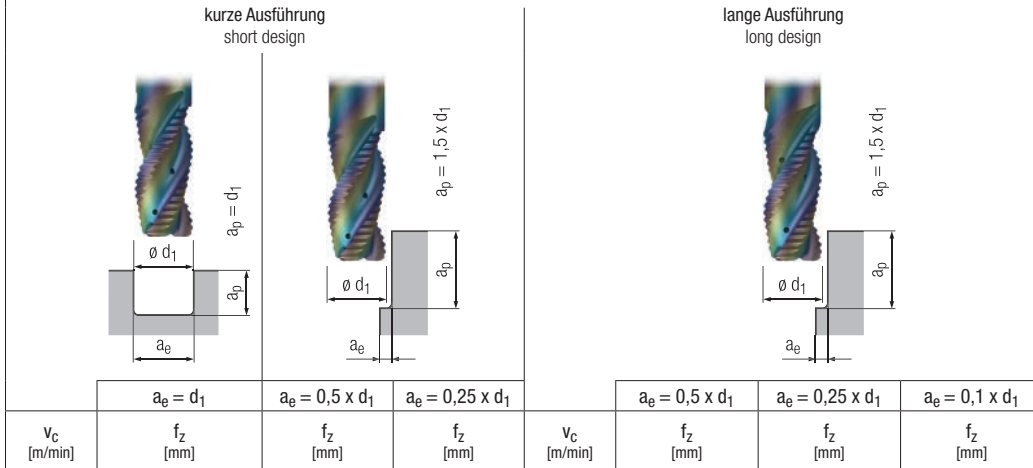 kurze Ausführung
short design
lange Ausführung
long design
a_p = d_1
a_p = 1,5 x d_1
a_p = 1,5 x d_1
ø d_1
a_p
a_e
ø d_1
a_p
a_e
ø d_1
a_p
a_e
a_e = d_1
a_e = 0,5 x d_1
a_e = 0,25 x d_1
a_e = 0,5 x d_1
a_e = 0,25 x d_1
a_e = 0,1 x d_1
v_c
[m/min]
f_z
[mm]
f_z
[mm]
f_z
[mm]
v_c
[m/min]
f_z
[mm]
f_z
[mm]
f_z
[mm]